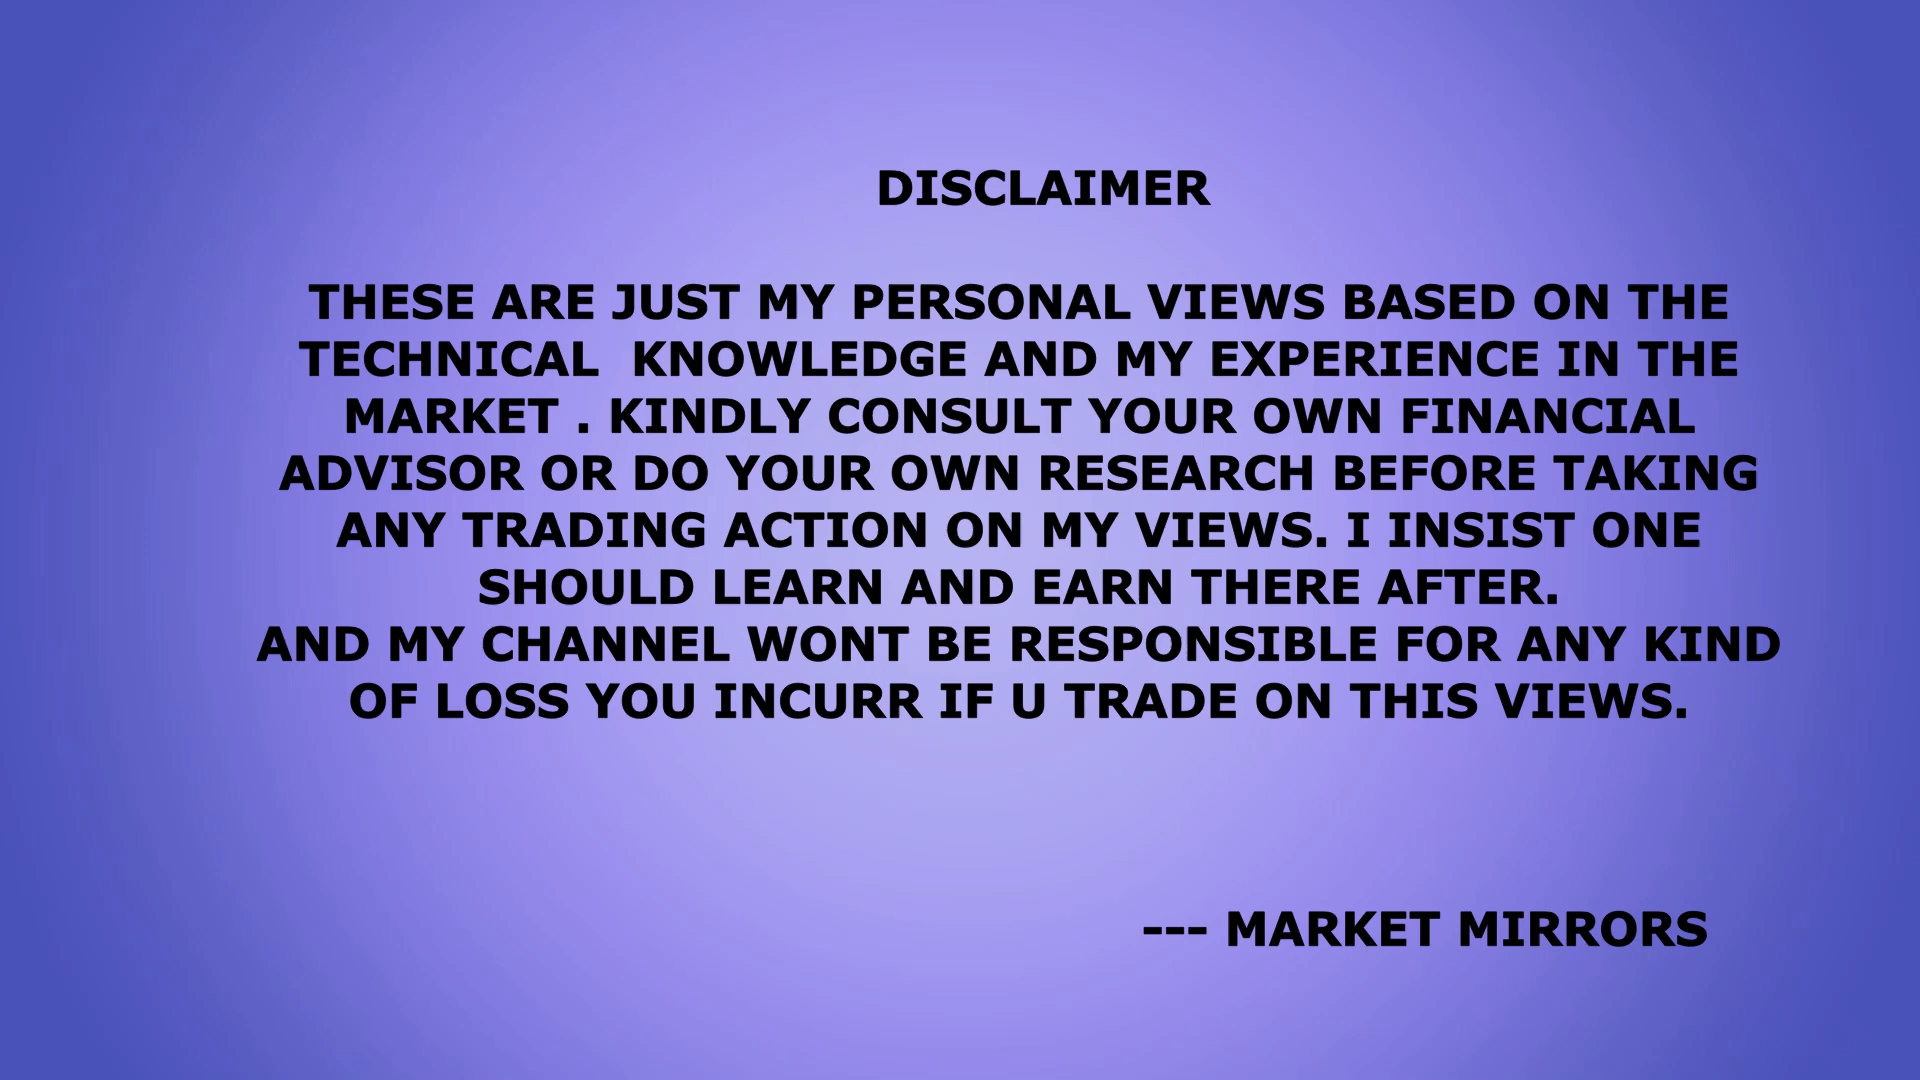 DISCLAIMER
THESE ARE JUST MY PERSONAL VIEWS BASED ON THE
TECHNICAL  KNOWLEDGE AND MY EXPERIENCE IN THE
MARKET . KINDLY CONSULT YOUR OWN FINANCIAL
ADVISOR OR DO YOUR OWN RESEARCH BEFORE TAKING
ANY TRADING ACTION ON MY VIEWS. I INSIST ONE
SHOULD LEARN AND EARN THERE AFTER.
AND MY CHANNEL WONT BE RESPONSIBLE FOR ANY KIND
OF LOSS YOU INCURR IF U TRADE ON THIS VIEWS.
--- MARKET MIRRORS